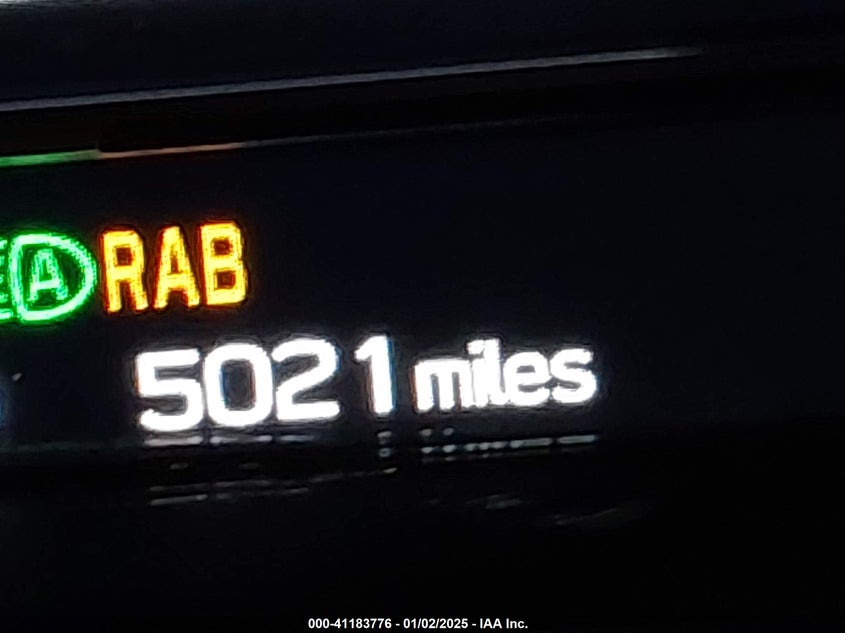 A RAB
5021 miles
000-41183776 - 01/02/2025 - IAA Inc.